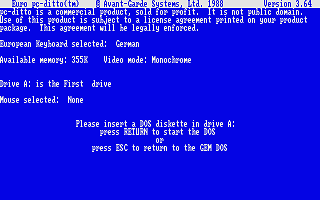 Euro pc-ditto(tm) © Avant-Garde Systems Ltd. 1988 Version 3.64
pc-ditto is a commercial product, sold for profit. It is not public domain.
Use of this product is subject to a license agreement printed on your product
package. This agreement will be legally enforced.
European Keyboard selected: German
Available memory: 355K Video mode: Monochrome
Drive A: is the First drive
Mouse selected: None
Please insert a DOS diskette in drive A:
press RETURN to start the DOS
or
press ESC to return to the GEM DOS